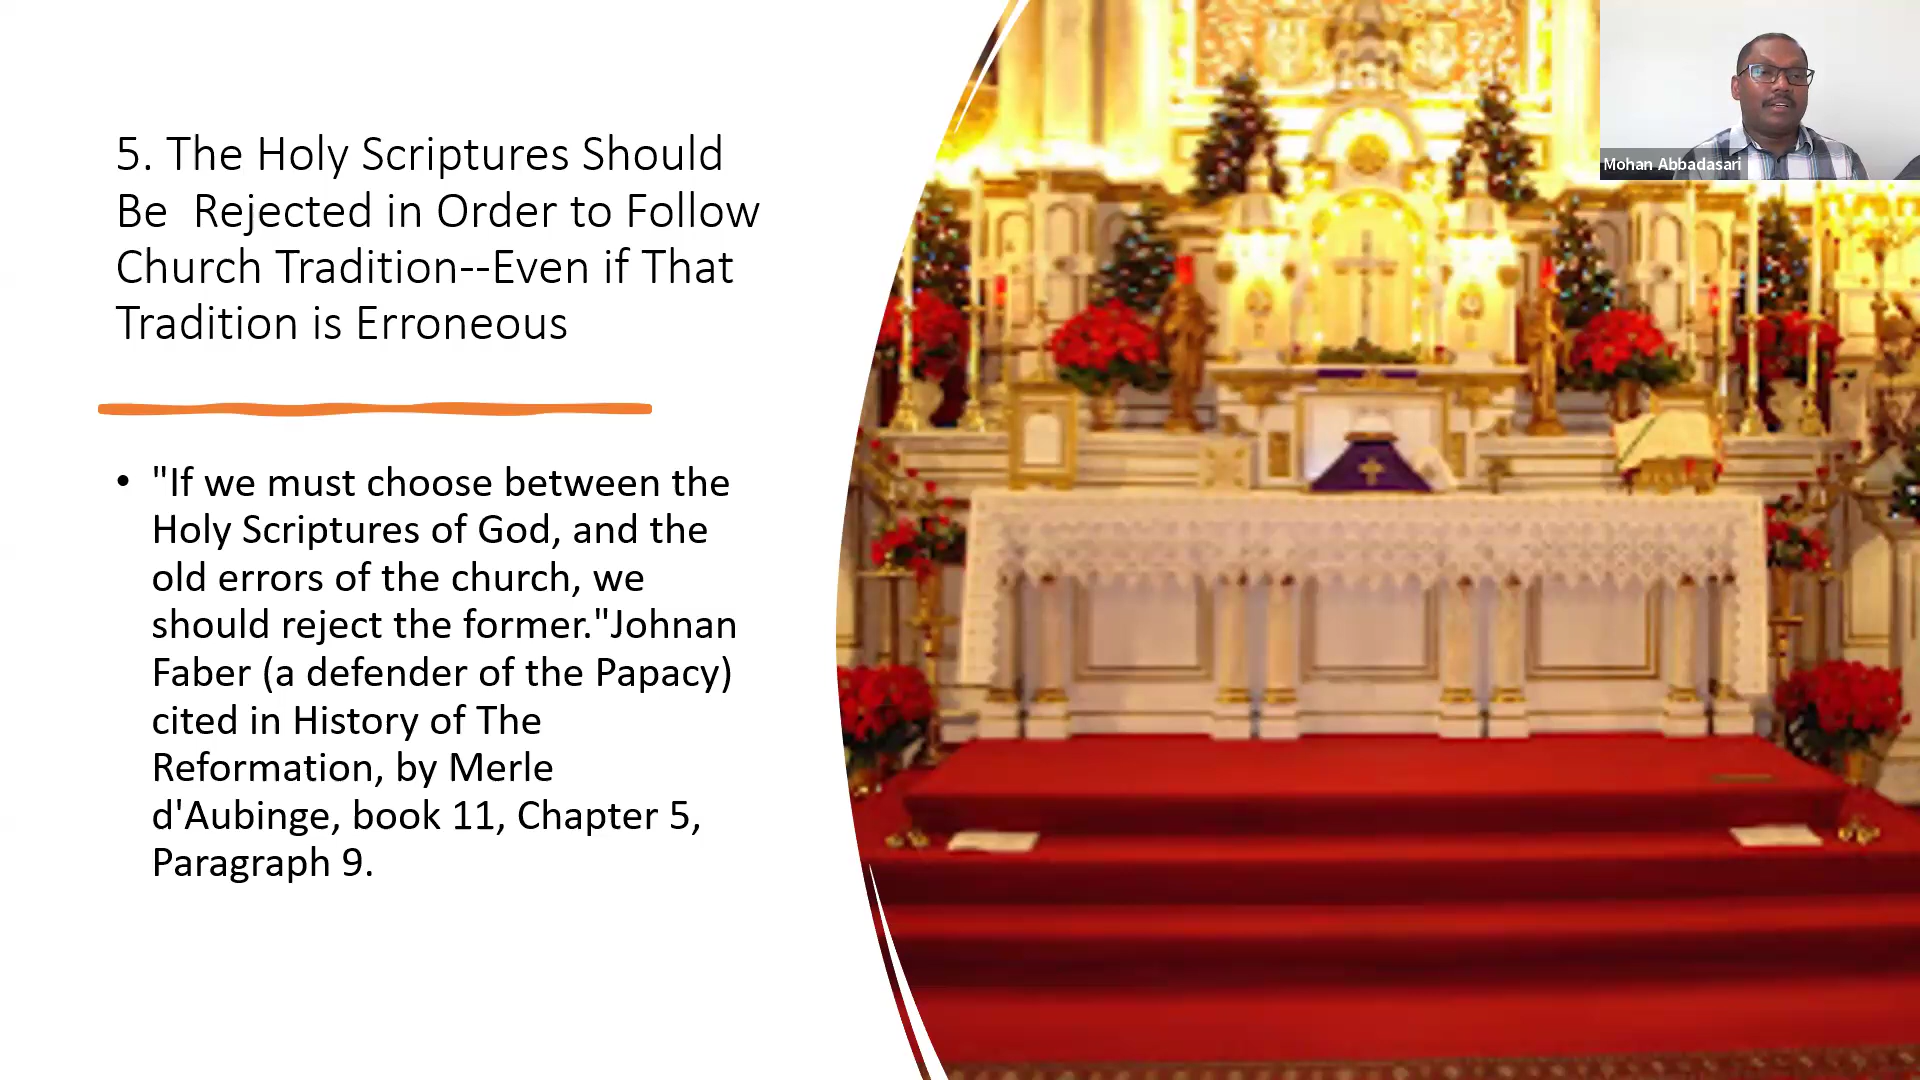 5. The Holy Scriptures Should
Be  Rejected in Order to Follow
Church Tradition--Even if That
Tradition is Erroneous
• "If we must choose between the
Holy Scriptures of God, and the
old errors of the church, we
should reject the former."Johnan
Faber (a defender of the Papacy)
cited in History of The
Reformation, by Merle
d'Aubinge, book 11, Chapter 5,
Paragraph 9.
Mohan Abbadasari